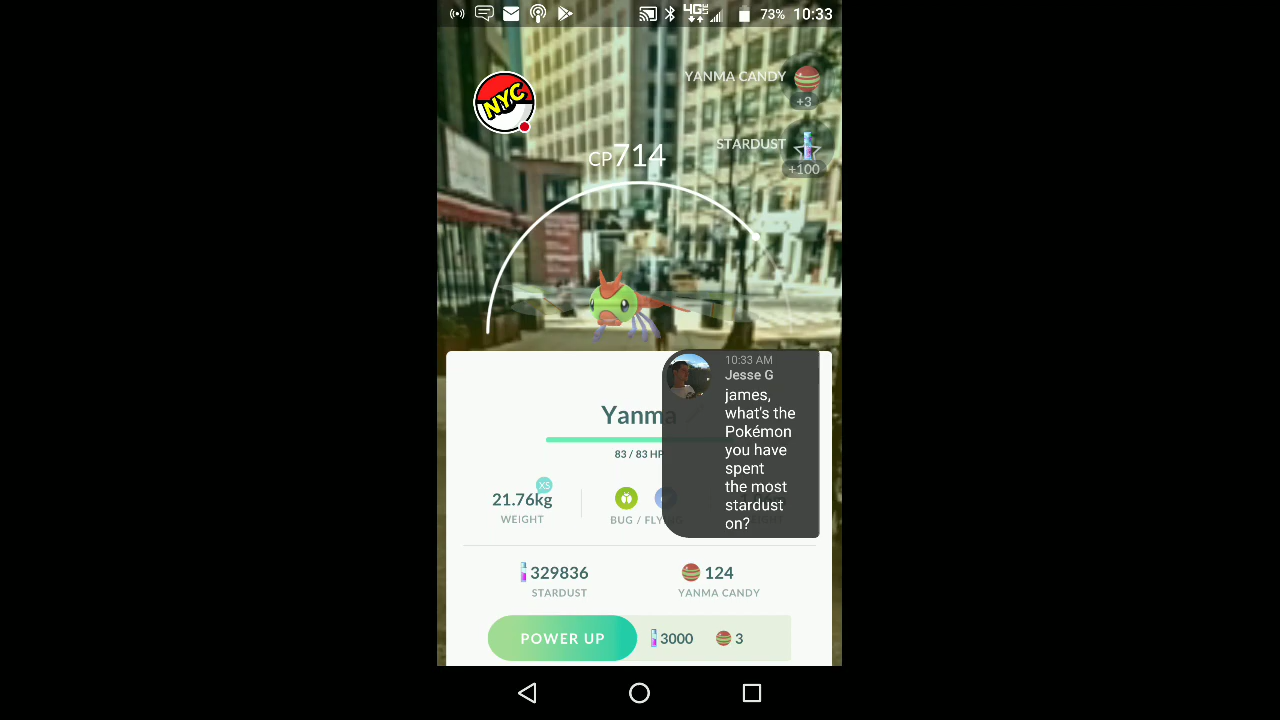 73% 10:33
NYC
YANMA CANDY
+3
CP714
STARDUST
+100
10:33 AM
Jesse G
james,
what's the
Pokémon
you have
spent
the most
stardust
on?
Yanma
83 / 83 HP
XS
21.76kg
WEIGHT
BUG / FLYING
329836
STARDUST
124
YANMA CANDY
POWER UP
3000
3